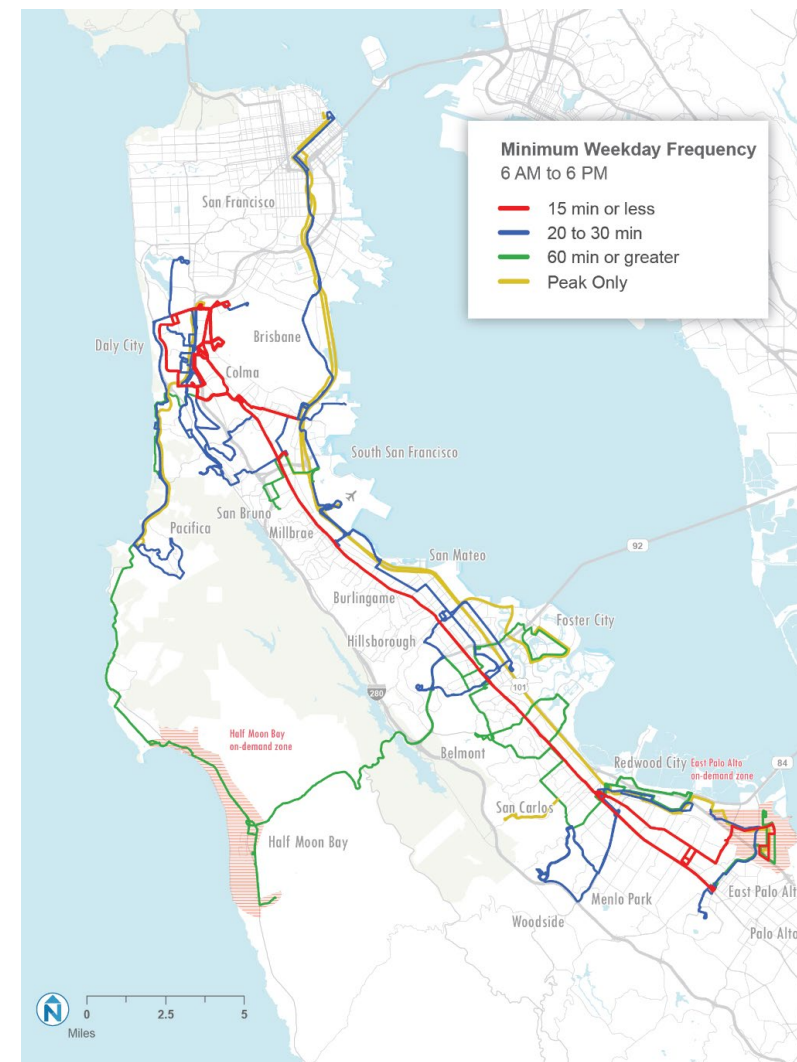 Minimum Weekday Frequency
6 AM to 6 PM
15 min or less
20 to 30 min
60 min or greater
Peak Only
San Francisco
Daly City
Brisbane
Colma
South San Francisco
San Bruno
Pacifica
Millbrae
San Mateo
92
Burlingame
Foster City
Hillsborough
101
280
Half Moon Bay
on-demand zone
Belmont
Redwood City
East Palo Alto
on-demand zone
84
San Carlos
Half Moon Bay
Menlo Park
East Palo Alt
Woodside
Palo Alto
N
0 2.5 5
Miles